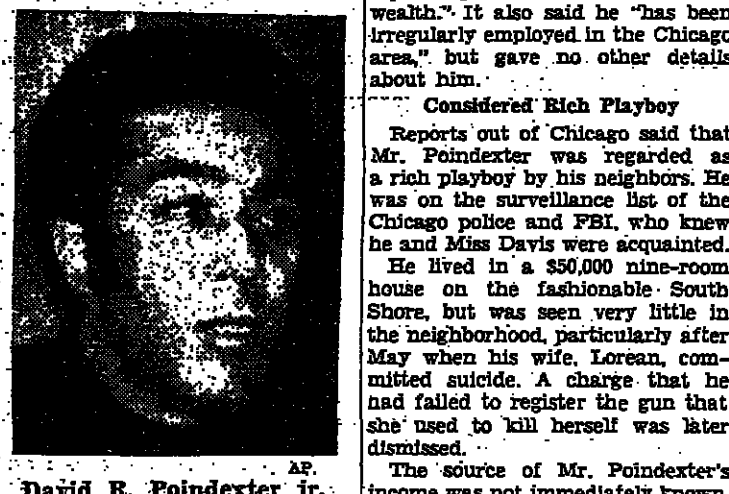 AP.
David R. Poindexter jr.
wealth." It also said he "has been
irregularly employed in the Chicago
area," but gave no other details
about him.
Considered Rich Playboy
Reports out of Chicago said that
Mr. Poindexter was regarded as
a rich playboy by his neighbors. He
was on the surveillance list of the
Chicago police and FBI, who knew
he and Miss Davis were acquainted.
He lived in a $50,000 nine-room
house on the fashionable South
Shore, but was seen very little in
the neighborhood, particularly after
May when his wife, Lorean, com-
mitted suicide. A charge that he
had failed to register the gun that
she used to kill herself was later
dismissed.
The source of Mr. Poindexter's
income was not immediately known.